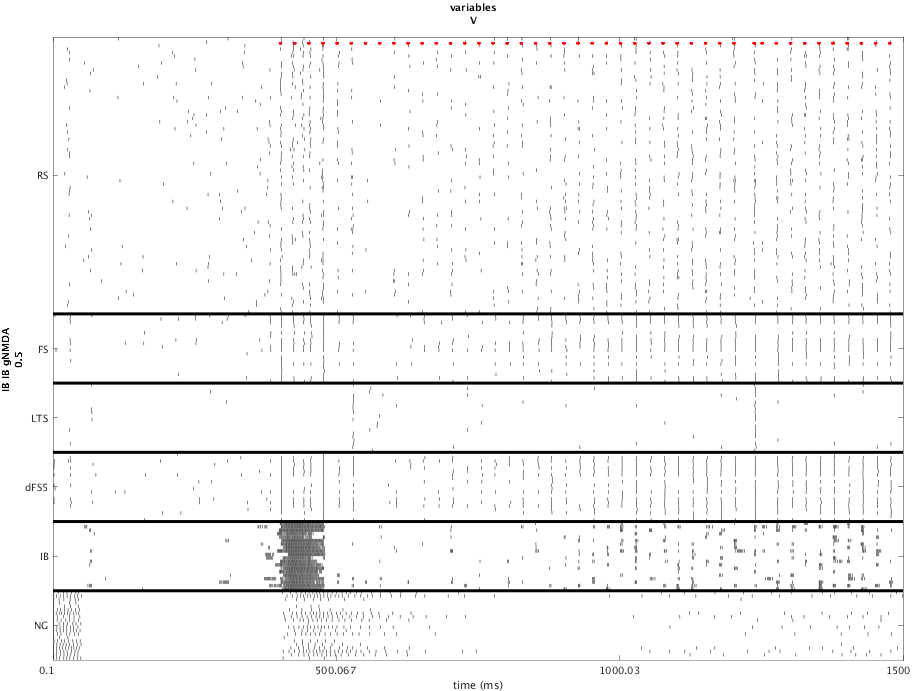 variables
V
RS
FS
LTS
dFS5
IB
NG
IB IB gNMDA
0.5
0.1
500.067
1000.03
1500
time (ms)